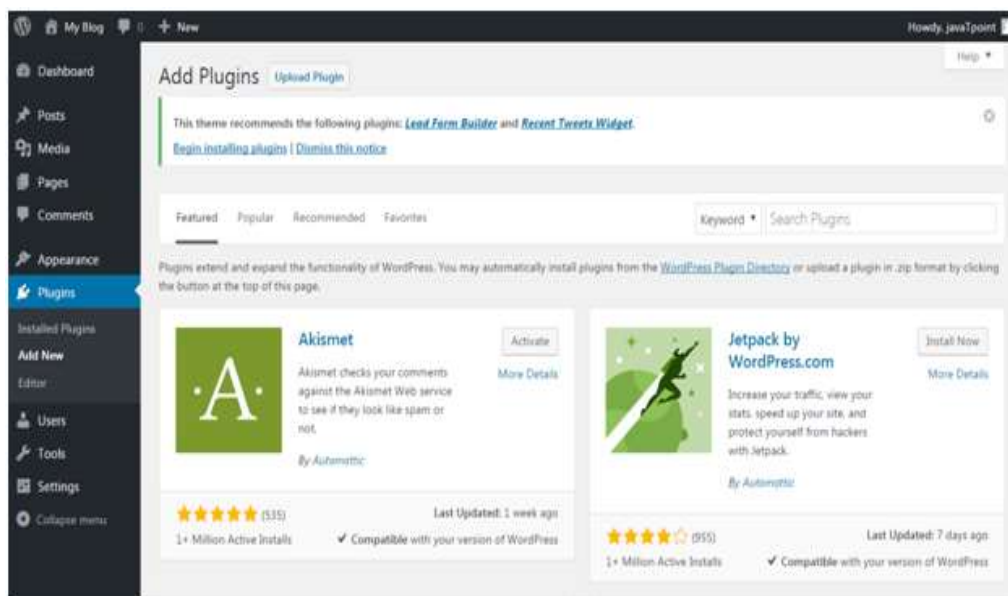 My Blog 0 + New Howdy, javaTpoint
Help ▼
Dashboard
Posts
Media
Pages
Comments
Appearance
Plugins
Installed Plugins
Add New
Editor
Users
Tools
Settings
Collapse menu
Add Plugins Upload Plugin
This theme recommends the following plugins: Lead Form Builder and Recent Tweets Widget.
Begin installing plugins | Dismiss this notice
Featured Popular Recommended Favorites Keyword ▼ Search Plugins
Plugins extend and expand the functionality of WordPress. You may automatically install plugins from the WordPress Plugin Directory or upload a plugin in .zip format by clicking
the button at the top of this page.
·A·
Akismet
Activate
More Details
Akismet checks your comments
against the Akismet Web service
to see if they look like spam or
not.
By Automattic
(535) Last Updated: 1 week ago
1+ Million Active Installs ✔ Compatible with your version of WordPress
Jetpack by
WordPress.com
Install Now
More Details
Increase your traffic, view your
stats, speed up your site, and
protect yourself from hackers
with Jetpack.
By Automattic
(955) Last Updated: 7 days ago
1+ Million Active Installs ✔ Compatible with your version of WordPress